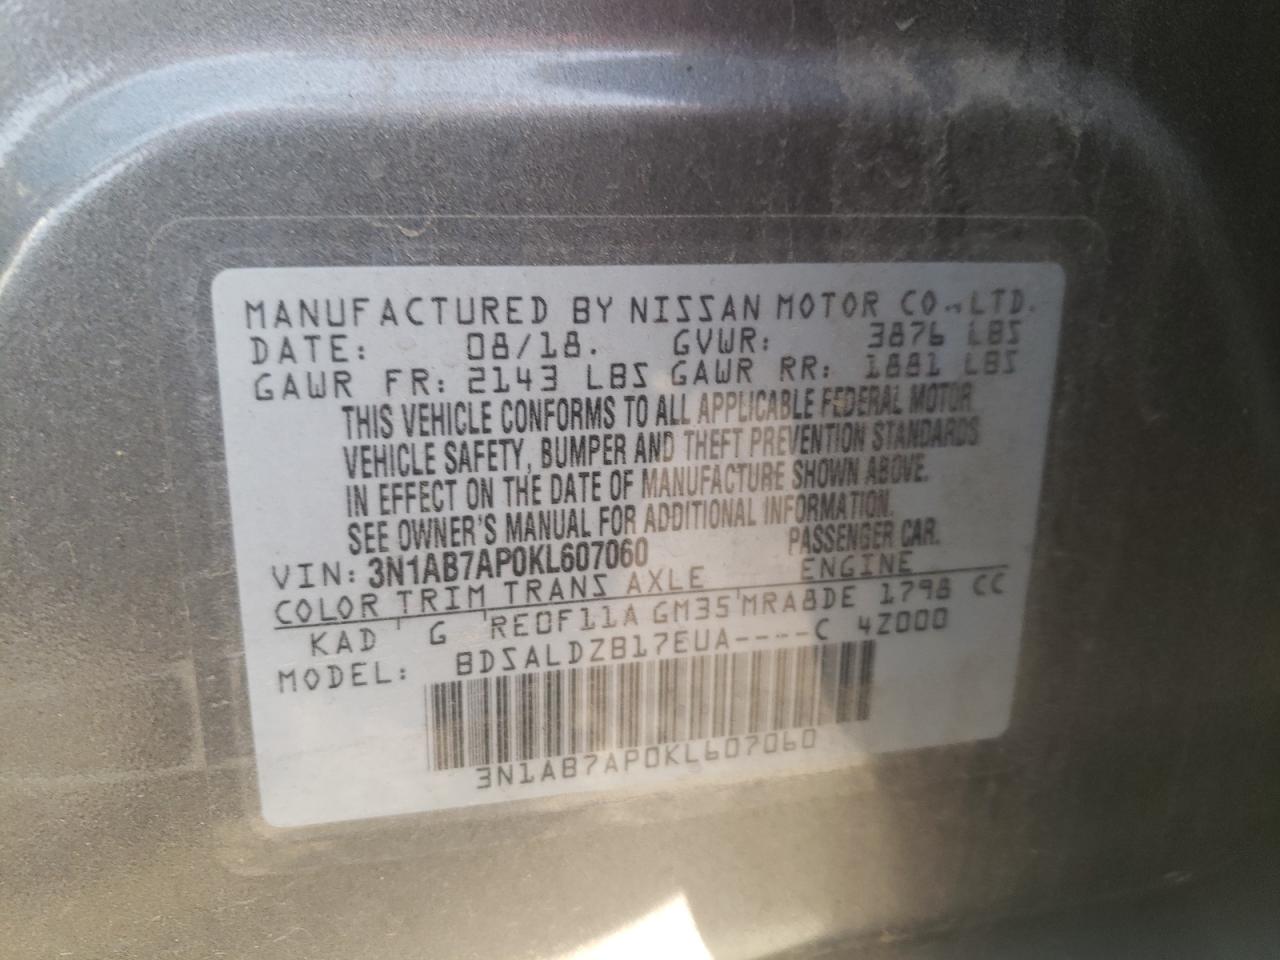 MANUFACTURED BY NISSAN MOTOR CO.,LTD.
DATE: 08/18. GVWR: 3876 LBS
GAWR FR: 2143 LBS GAWR RR: 1881 LBS
THIS VEHICLE CONFORMS TO ALL APPLICABLE FEDERAL MOTOR
VEHICLE SAFETY, BUMPER AND THEFT PREVENTION STANDARDS
IN EFFECT ON THE DATE OF MANUFACTURE SHOWN ABOVE.
SEE OWNER'S MANUAL FOR ADDITIONAL INFORMATION.
VIN: 3N1AB7AP0KL607060 PASSENGER CAR.
COLOR TRIM TRANS AXLE ENGINE
KAD ' G 'RE0F11A GM35'MRA8DE 1798 CC
MODEL: BDSALDZB17EUA----C 4Z000
3N1AB7AP0KL607060